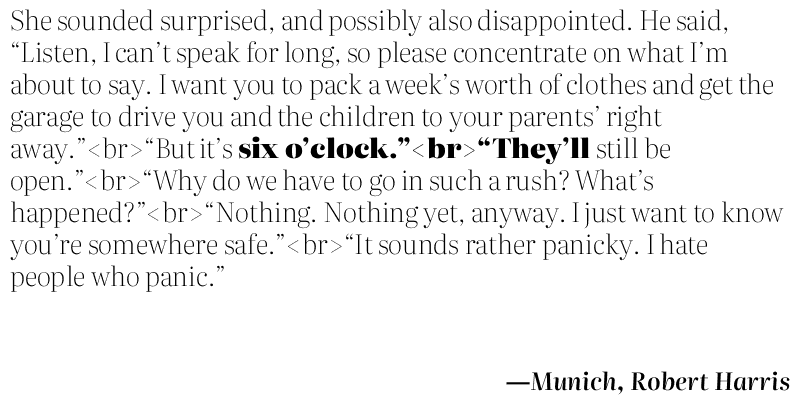 She sounded surprised, and possibly also disappointed. He said,
“Listen, I can’t speak for long, so please concentrate on what I’m
about to say. I want you to pack a week’s worth of clothes and get the
garage to drive you and the children to your parents’ right
away.”<br>“But it’s six o’clock.”<br>“They’ll still be
open.”<br>“Why do we have to go in such a rush? What’s
happened?”<br>“Nothing. Nothing yet, anyway. I just want to know
you’re somewhere safe.”<br>“It sounds rather panicky. I hate
people who panic.”
—Munich, Robert Harris